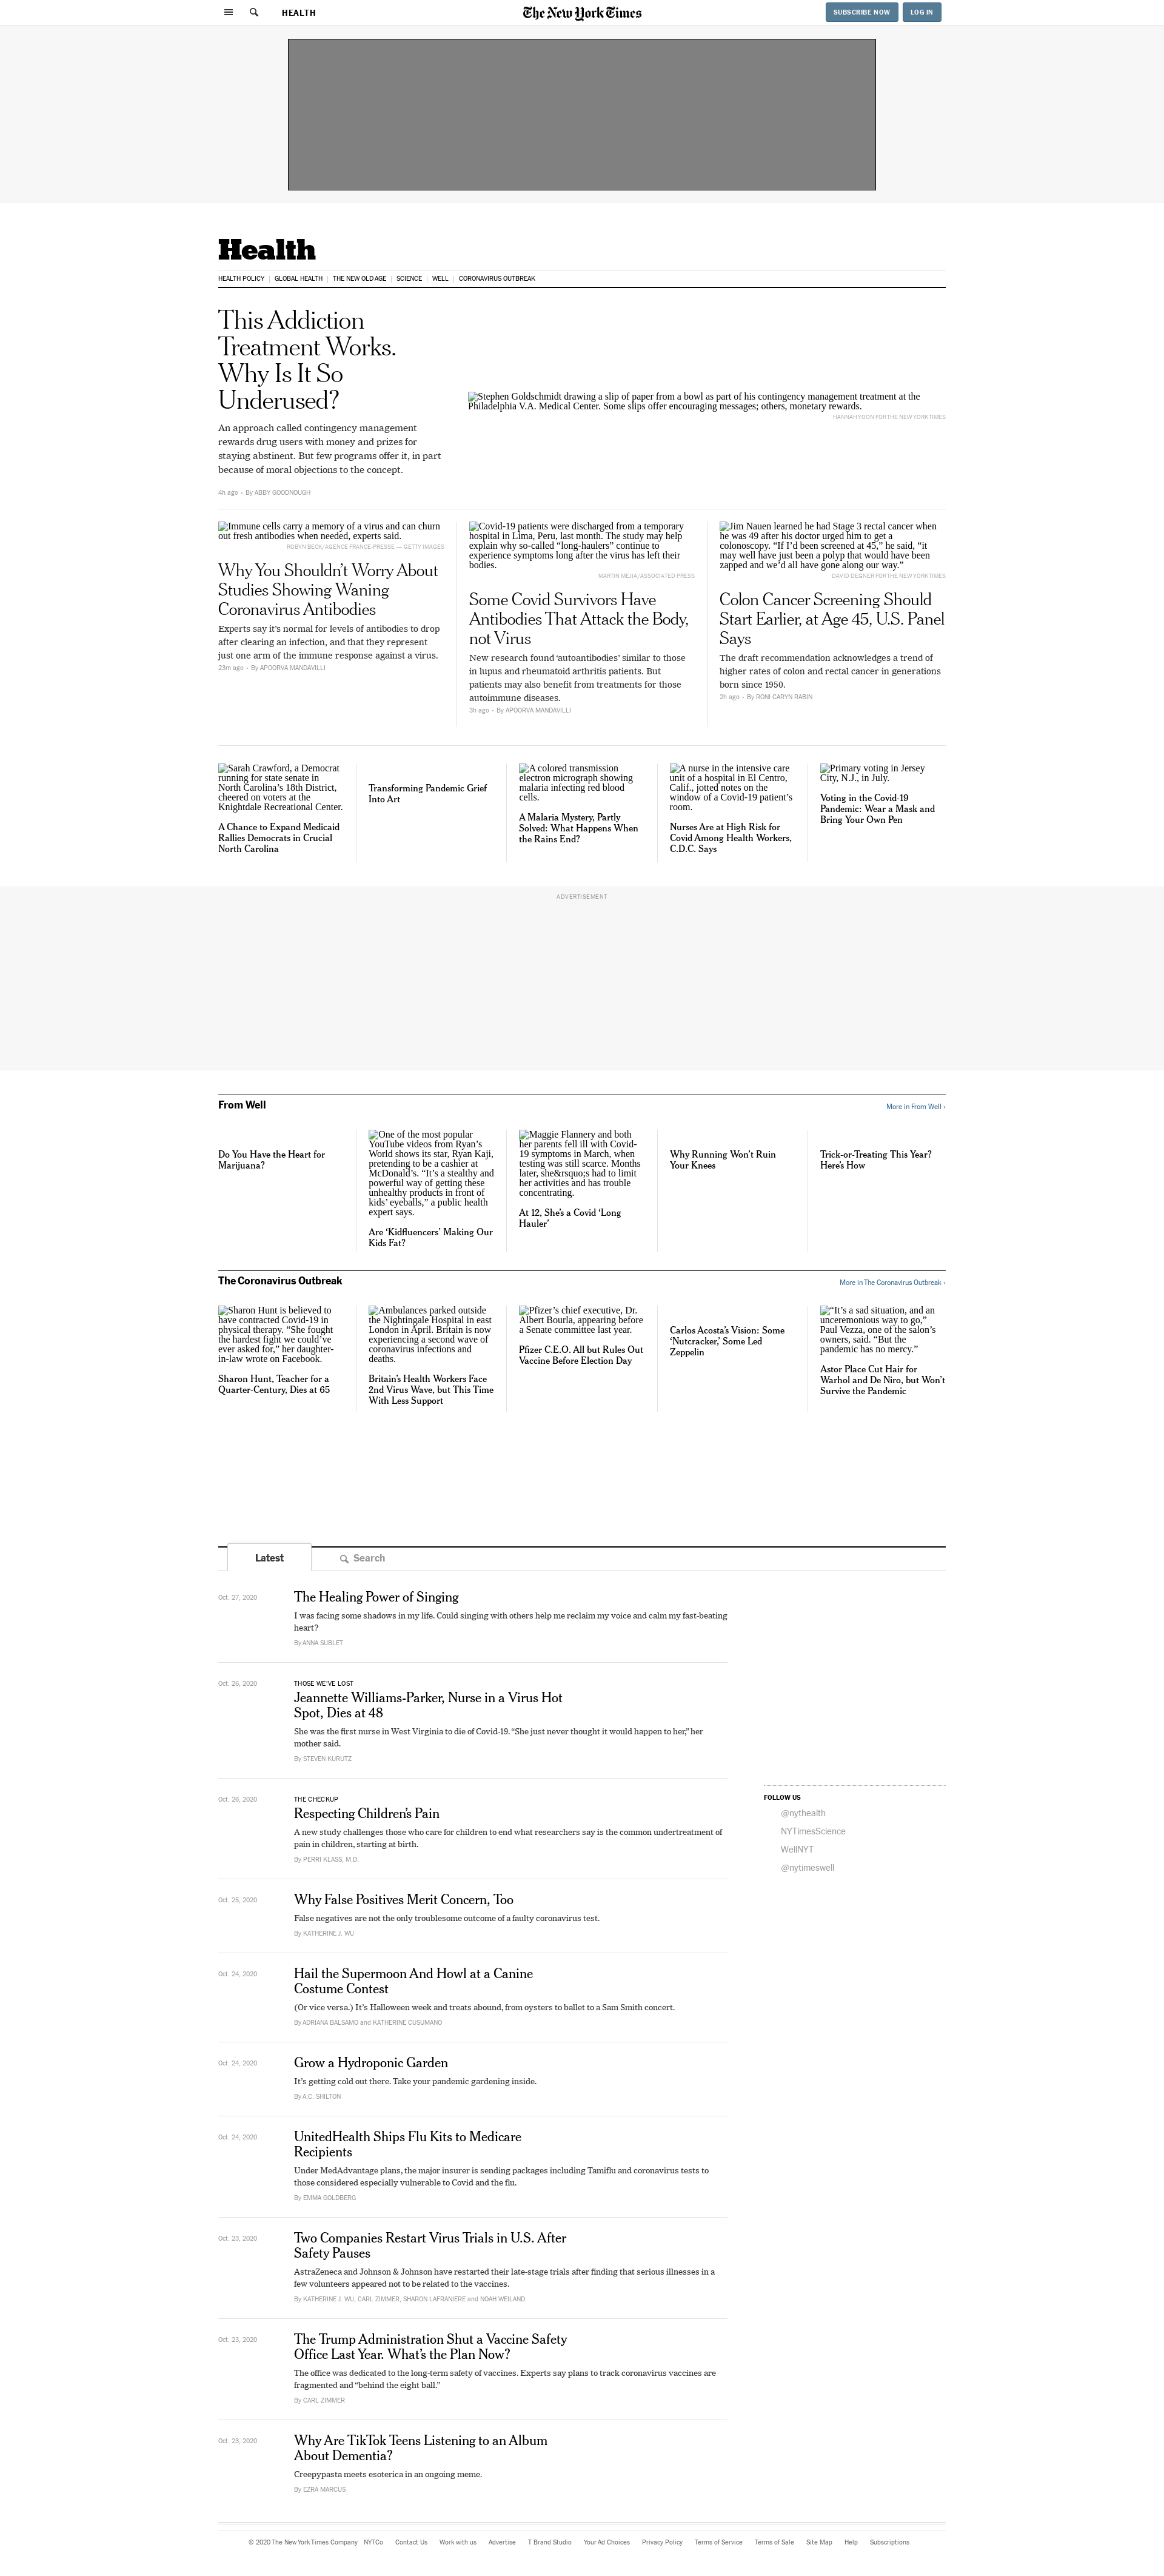 HEALTH
The New York Times
SUBSCRIBE NOW
LOG IN
Health
HEALTH POLICY
GLOBAL HEALTH
THE NEW OLD AGE
SCIENCE
WELL
CORONAVIRUS OUTBREAK
This Addiction
Treatment Works.
Why Is It So
Underused?
An approach called contingency management
rewards drug users with money and prizes for
staying abstinent. But few programs offer it, in part
because of moral objections to the concept.
4h ago • By ABBY GOODNOUGH
Stephen Goldschmidt drawing a slip of paper from a bowl as part of his contingency management treatment at the
Philadelphia V.A. Medical Center. Some slips offer encouraging messages; others, monetary rewards.
HANNAH YOON FOR THE NEW YORK TIMES
Immune cells carry a memory of a virus and can churn
out fresh antibodies when needed, experts said.
ROBYN BECK/AGENCE FRANCE-PRESSE — GETTY IMAGES
Why You Shouldn’t Worry About
Studies Showing Waning
Coronavirus Antibodies
Experts say it’s normal for levels of antibodies to drop
after clearing an infection, and that they represent
just one arm of the immune response against a virus.
23m ago • By APOORVA MANDAVILLI
Covid-19 patients were discharged from a temporary
hospital in Lima, Peru, last month. The study may help
explain why so-called “long-haulers” continue to
experience symptoms long after the virus has left their
bodies.
MARTIN MEJIA/ASSOCIATED PRESS
Some Covid Survivors Have
Antibodies That Attack the Body,
not Virus
New research found ‘autoantibodies’ similar to those
in lupus and rheumatoid arthritis patients. But
patients may also benefit from treatments for those
autoimmune diseases.
3h ago • By APOORVA MANDAVILLI
Jim Nauen learned he had Stage 3 rectal cancer when
he was 49 after his doctor urged him to get a
colonoscopy. “If I’d been screened at 45,” he said, “it
may well have just been a polyp that would have been
zapped and we’d all have gone along our way.”
DAVID DEGNER FOR THE NEW YORK TIMES
Colon Cancer Screening Should
Start Earlier, at Age 45, U.S. Panel
Says
The draft recommendation acknowledges a trend of
higher rates of colon and rectal cancer in generations
born since 1950.
2h ago • By RONI CARYN RABIN
Sarah Crawford, a Democrat
running for state senate in
North Carolina’s 18th District,
cheered on voters at the
Knightdale Recreational Center.
A Chance to Expand Medicaid
Rallies Democrats in Crucial
North Carolina
Transforming Pandemic Grief
Into Art
A colored transmission
electron micrograph showing
malaria infecting red blood
cells.
A Malaria Mystery, Partly
Solved: What Happens When
the Rains End?
A nurse in the intensive care
unit of a hospital in El Centro,
Calif., jotted notes on the
window of a Covid-19 patient’s
room.
Nurses Are at High Risk for
Covid Among Health Workers,
C.D.C. Says
Primary voting in Jersey
City, N.J., in July.
Voting in the Covid-19
Pandemic: Wear a Mask and
Bring Your Own Pen
ADVERTISEMENT
From Well
More in From Well ›
Do You Have the Heart for
Marijuana?
One of the most popular
YouTube videos from Ryan’s
World shows its star, Ryan Kaji,
pretending to be a cashier at
McDonald’s. “It’s a stealthy and
powerful way of getting these
unhealthy products in front of
kids’ eyeballs,” a public health
expert says.
Are ‘Kidfluencers’ Making Our
Kids Fat?
Maggie Flannery and both
her parents fell ill with Covid-
19 symptoms in March, when
testing was still scarce. Months
later, she&rsquo;s had to limit
her activities and has trouble
concentrating.
At 12, She’s a Covid ‘Long
Hauler’
Why Running Won’t Ruin
Your Knees
Trick-or-Treating This Year?
Here’s How
The Coronavirus Outbreak
More in The Coronavirus Outbreak ›
Sharon Hunt is believed to
have contracted Covid-19 in
physical therapy. “She fought
the hardest fight we could’ve
ever asked for,” her daughter-
in-law wrote on Facebook.
Sharon Hunt, Teacher for a
Quarter-Century, Dies at 65
Ambulances parked outside
the Nightingale Hospital in east
London in April. Britain is now
experiencing a second wave of
coronavirus infections and
deaths.
Britain’s Health Workers Face
2nd Virus Wave, but This Time
With Less Support
Pfizer’s chief executive, Dr.
Albert Bourla, appearing before
a Senate committee last year.
Pfizer C.E.O. All but Rules Out
Vaccine Before Election Day
Carlos Acosta’s Vision: Some
‘Nutcracker,’ Some Led
Zeppelin
“It’s a sad situation, and an
unceremonious way to go,”
Paul Vezza, one of the salon’s
owners, said. “But the
pandemic has no mercy.”
Astor Place Cut Hair for
Warhol and De Niro, but Won’t
Survive the Pandemic
Latest
Search
Oct. 27, 2020
The Healing Power of Singing
I was facing some shadows in my life. Could singing with others help me reclaim my voice and calm my fast-beating
heart?
By ANNA SUBLET
Oct. 26, 2020
THOSE WE’VE LOST
Jeannette Williams-Parker, Nurse in a Virus Hot
Spot, Dies at 48
She was the first nurse in West Virginia to die of Covid-19. “She just never thought it would happen to her,” her
mother said.
By STEVEN KURUTZ
Oct. 26, 2020
THE CHECKUP
Respecting Children’s Pain
A new study challenges those who care for children to end what researchers say is the common undertreatment of
pain in children, starting at birth.
By PERRI KLASS, M.D.
FOLLOW US
@nythealth
NYTimesScience
WellNYT
@nytimeswell
Oct. 25, 2020
Why False Positives Merit Concern, Too
False negatives are not the only troublesome outcome of a faulty coronavirus test.
By KATHERINE J. WU
Oct. 24, 2020
Hail the Supermoon And Howl at a Canine
Costume Contest
(Or vice versa.) It’s Halloween week and treats abound, from oysters to ballet to a Sam Smith concert.
By ADRIANA BALSAMO and KATHERINE CUSUMANO
Oct. 24, 2020
Grow a Hydroponic Garden
It’s getting cold out there. Take your pandemic gardening inside.
By A.C. SHILTON
Oct. 24, 2020
UnitedHealth Ships Flu Kits to Medicare
Recipients
Under MedAdvantage plans, the major insurer is sending packages including Tamiflu and coronavirus tests to
those considered especially vulnerable to Covid and the flu.
By EMMA GOLDBERG
Oct. 23, 2020
Two Companies Restart Virus Trials in U.S. After
Safety Pauses
AstraZeneca and Johnson & Johnson have restarted their late-stage trials after finding that serious illnesses in a
few volunteers appeared not to be related to the vaccines.
By KATHERINE J. WU, CARL ZIMMER, SHARON LAFRANIERE and NOAH WEILAND
Oct. 23, 2020
The Trump Administration Shut a Vaccine Safety
Office Last Year. What’s the Plan Now?
The office was dedicated to the long-term safety of vaccines. Experts say plans to track coronavirus vaccines are
fragmented and “behind the eight ball.”
By CARL ZIMMER
Oct. 23, 2020
Why Are TikTok Teens Listening to an Album
About Dementia?
Creepypasta meets esoterica in an ongoing meme.
By EZRA MARCUS
© 2020 The New York Times Company
NYTCo
Contact Us
Work with us
Advertise
T Brand Studio
Your Ad Choices
Privacy Policy
Terms of Service
Terms of Sale
Site Map
Help
Subscriptions